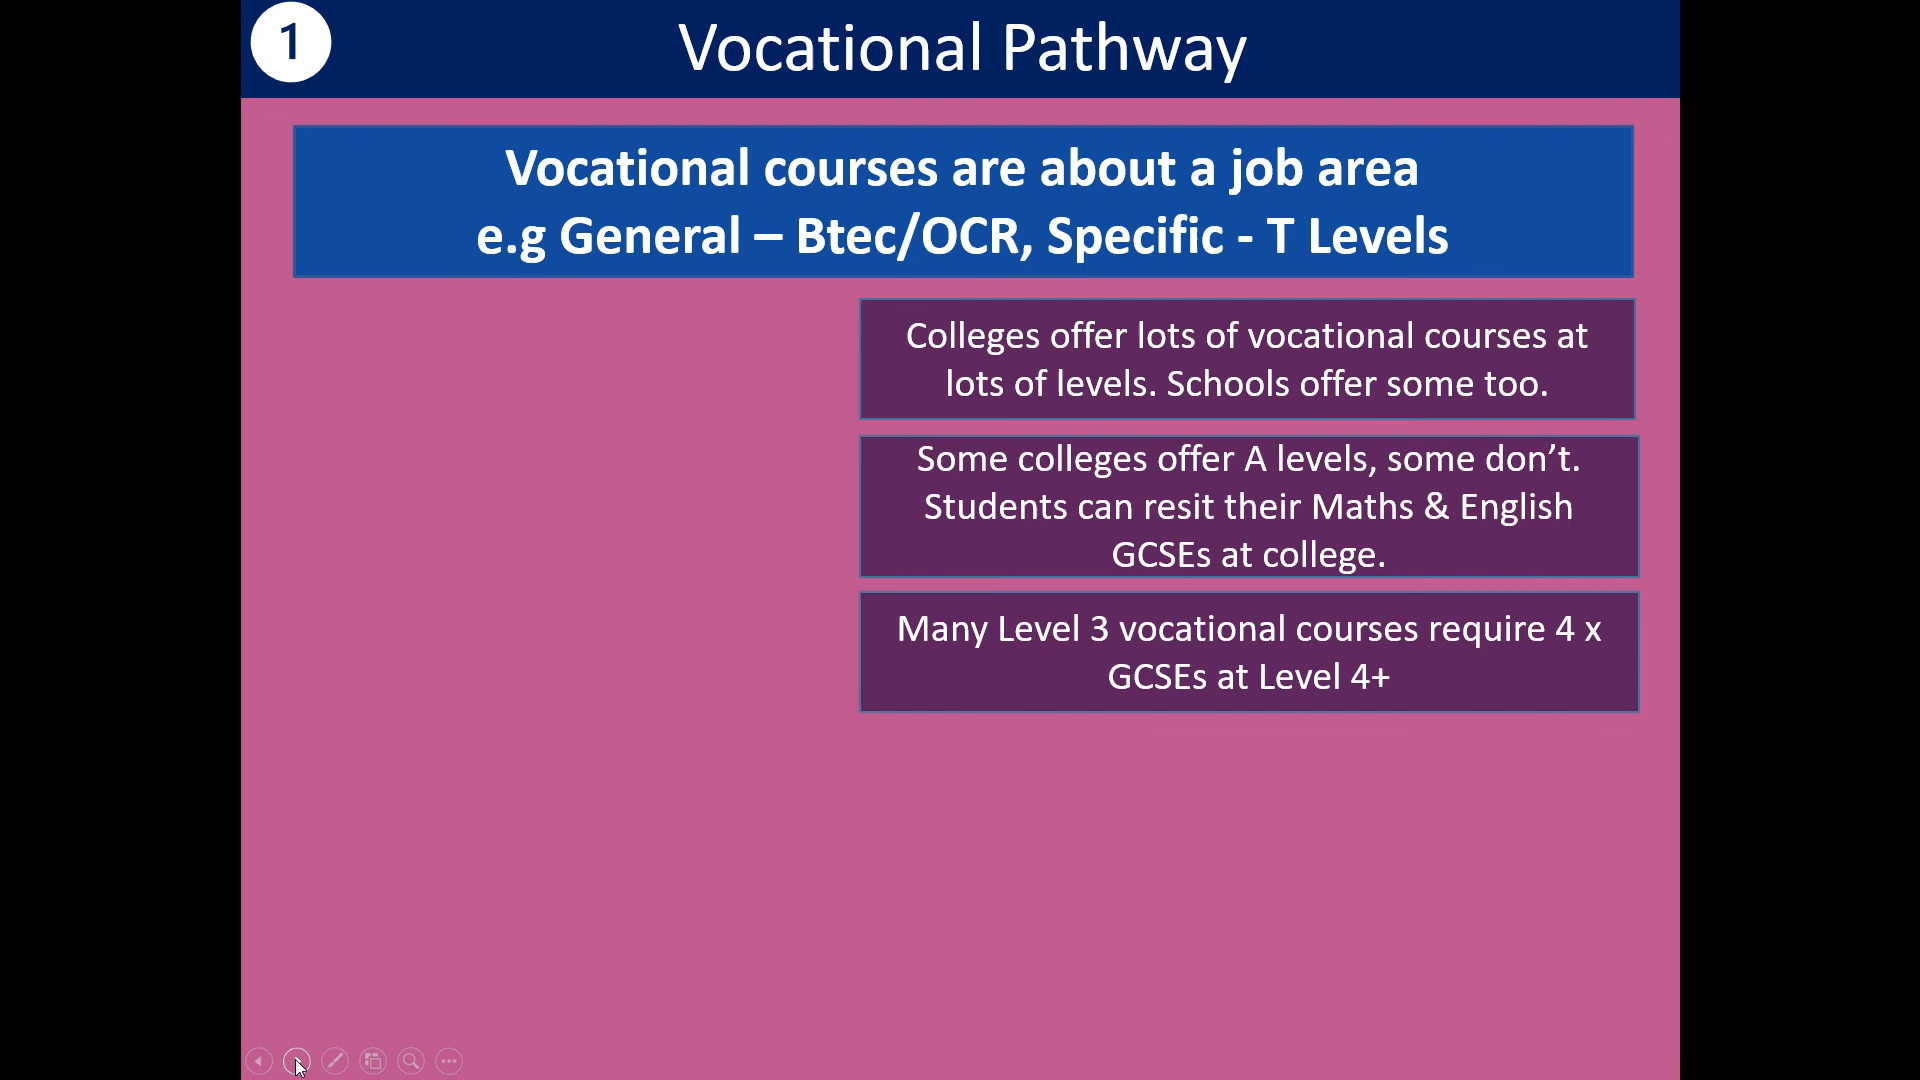 1
Vocational Pathway
Vocational courses are about a job area
e.g General – Btec/OCR, Specific - T Levels
Colleges offer lots of vocational courses at
lots of levels. Schools offer some too.
Some colleges offer A levels, some don’t.
Students can resit their Maths & English
GCSEs at college.
Many Level 3 vocational courses require 4 x
GCSEs at Level 4+